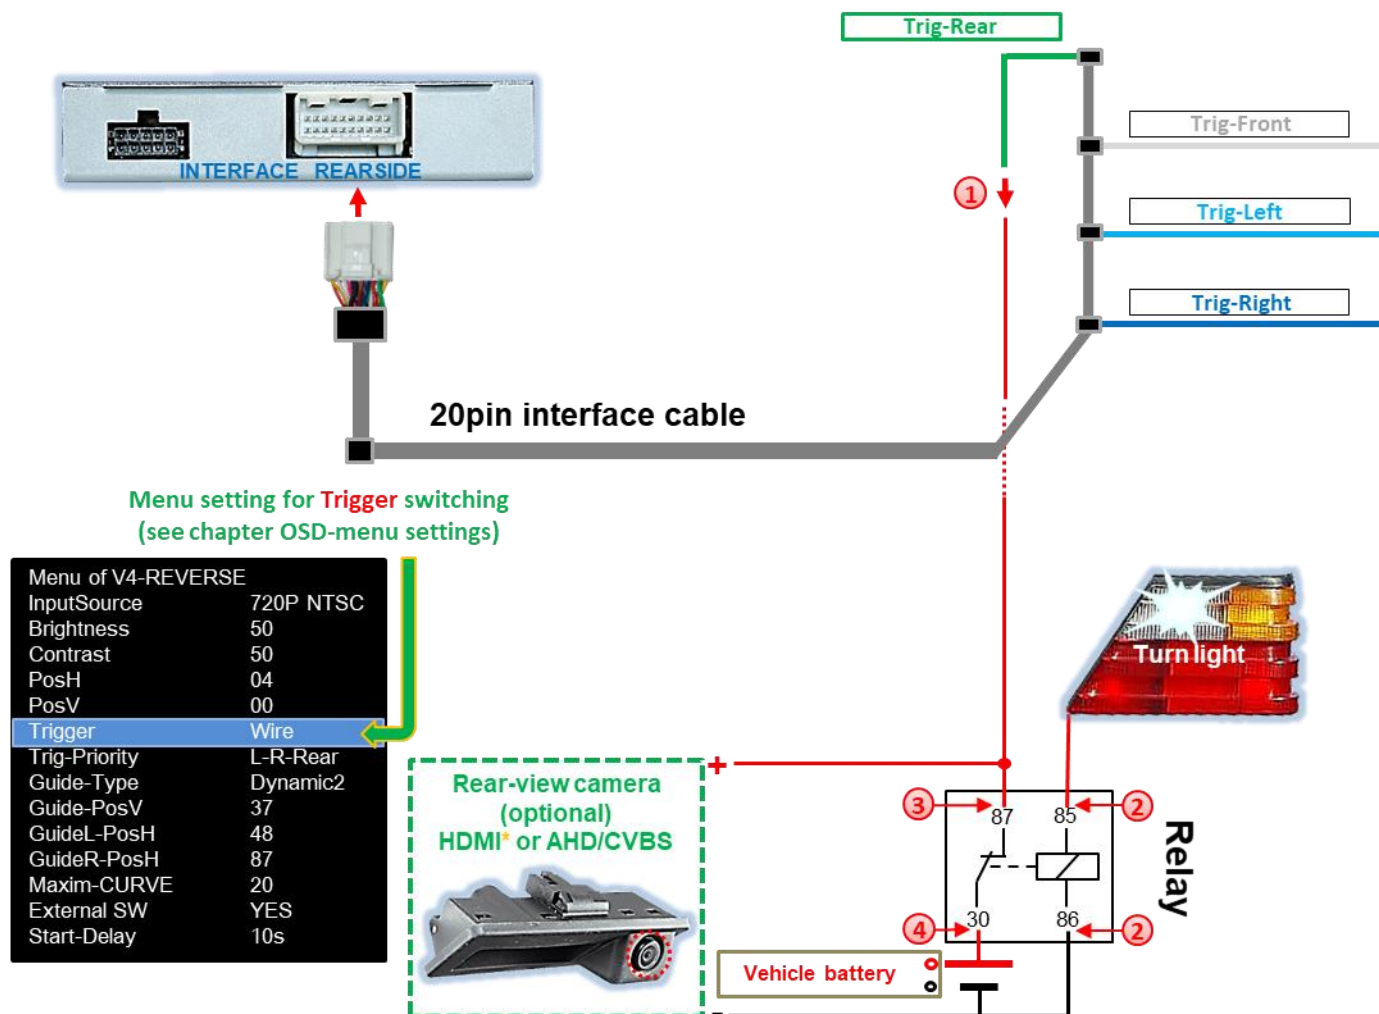 Trig-Rear
INTERFACE REARSIDE
Trig-Front
1
Trig-Left
Trig-Right
20pin interface cable
Menu setting for Trigger switching
(see chapter OSD-menu settings)
Menu of V4-REVERSE
InputSource 720P NTSC
Brightness 50
Contrast 50
PosH 04
PosV 00
Trigger Wire
Trig-Priority L-R-Rear
Guide-Type Dynamic2
Guide-PosV 37
GuideL-PosH 48
GuideR-PosH 87
Maxim-CURVE 20
External SW YES
Start-Delay 10s
Turn light
+
Rear-view camera
(optional)
HDMI* or AHD/CVBS
3
87
85
2
Relay
4
30
86
2
Vehicle battery
-